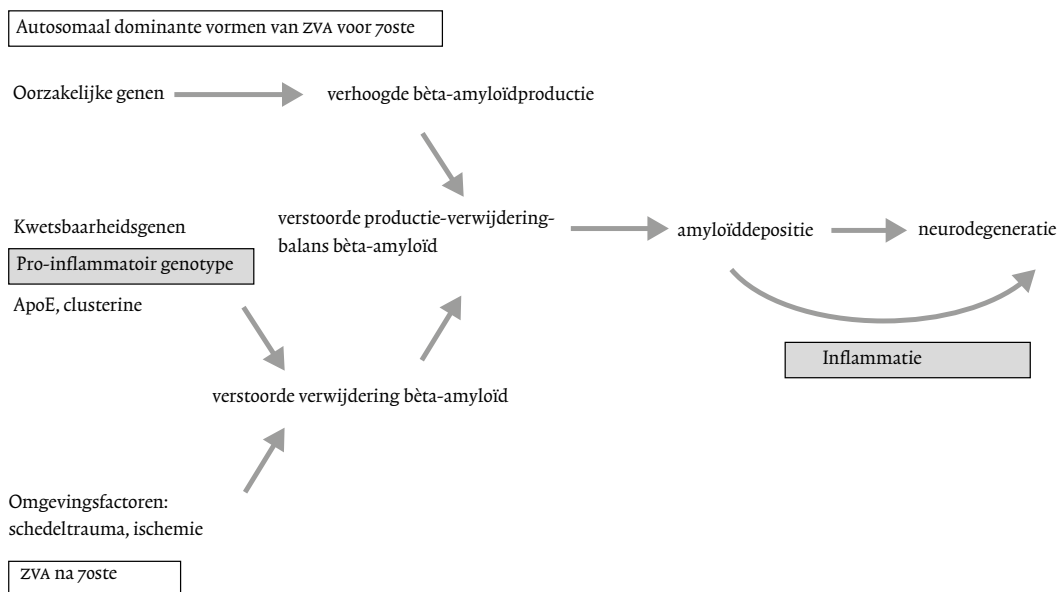 Autosomaal dominante vormen van ZVA voor 70ste
Oorzakelijke genen
verhoogde bèta-amyloïdproductie
Kwetsbaarheidsgenen
Pro-inflammatoir genotype
ApoE, clusterine
verstoorde productie-verwijdering-
balans bèta-amyloïd
amyloïddepositie
neurodegeneratie
Inflammatie
verstoorde verwijdering bèta-amyloïd
Omgevingsfactoren:
schedeltrauma, ischemie
ZVA na 70ste